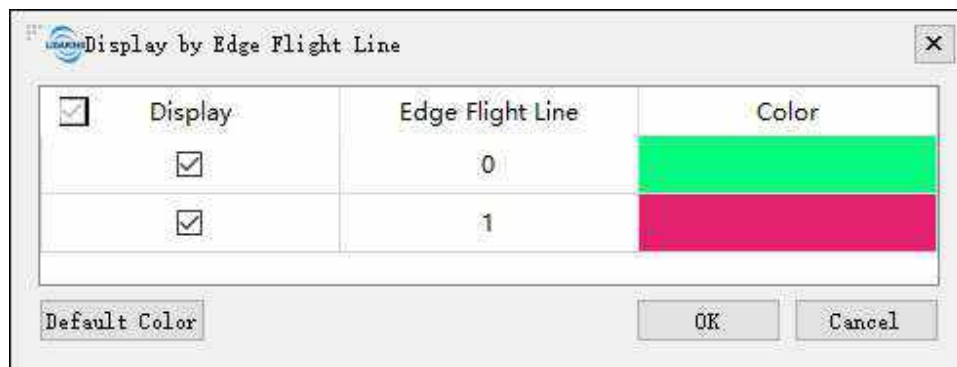 Display by Edge Flight Line
Display Edge Flight Line Color
0
1
Default Color OK Cancel